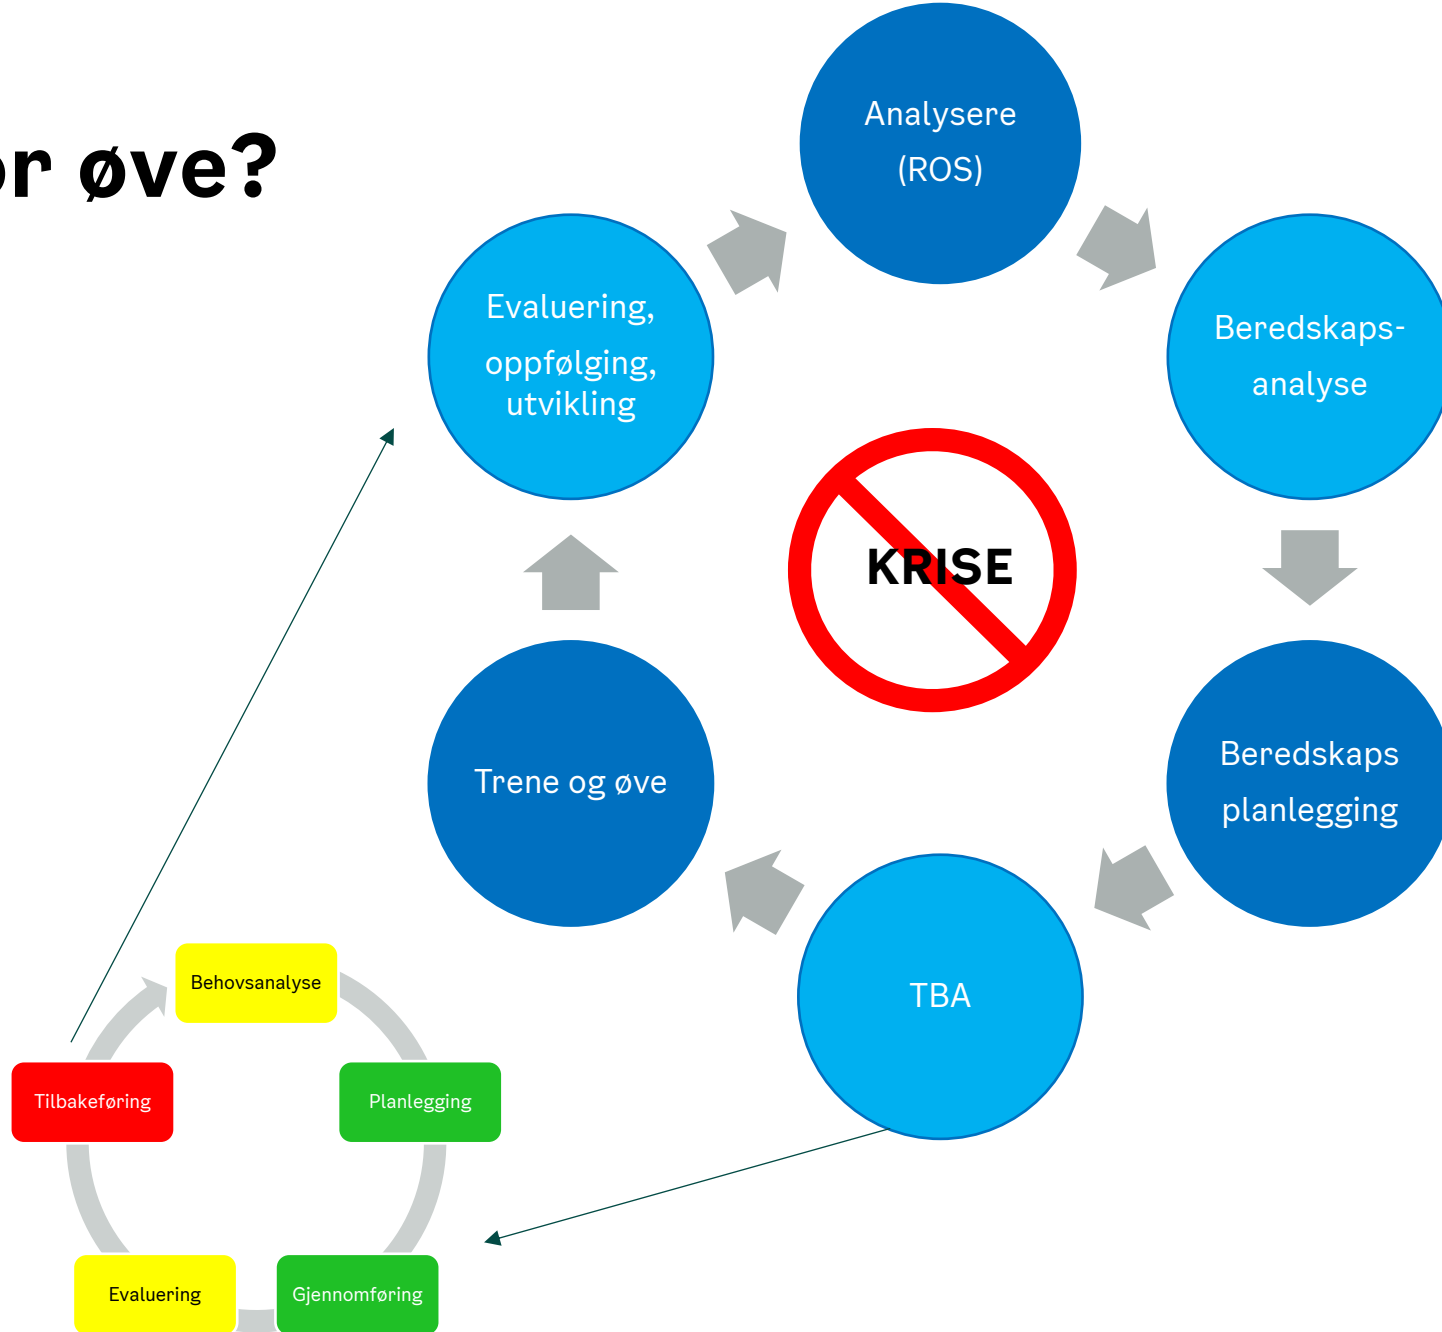 or øve?
Analysere
(ROS)
Evaluering,
oppfølging,
utvikling
Beredskaps-
analyse
KRISE
Trene og øve
Beredskaps
planlegging
TBA
Behovsanalyse
Tilbakeføring
Planlegging
Evaluering
Gjennomføring